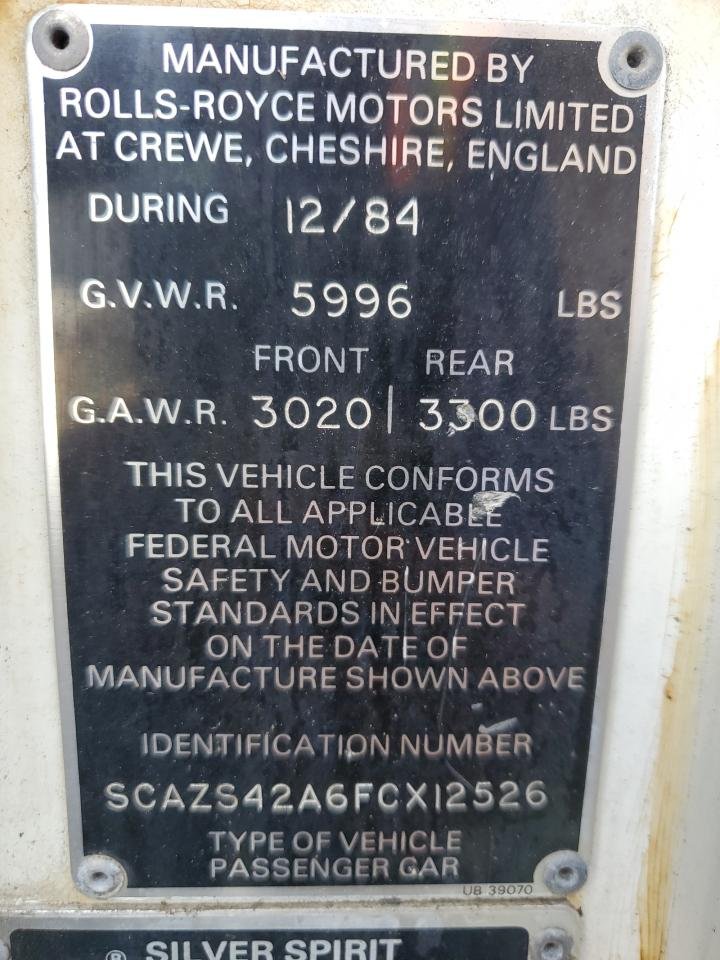 MANUFACTURED BY
ROLLS-ROYCE MOTORS LIMITED
AT CREWE, CHESHIRE, ENGLAND
DURING 12/84
G.V.W.R. 5996 LBS
FRONT REAR
G.A.W.R. 3020 | 3300 LBS
THIS VEHICLE CONFORMS
TO ALL APPLICABLE
FEDERAL MOTOR VEHICLE
SAFETY AND BUMPER
STANDARDS IN EFFECT
ON THE DATE OF
MANUFACTURE SHOWN ABOVE
IDENTIFICATION NUMBER
SCAZS42A6FCX12526
TYPE OF VEHICLE
PASSENGER CAR
UB 39070
® SILVER SPIRIT